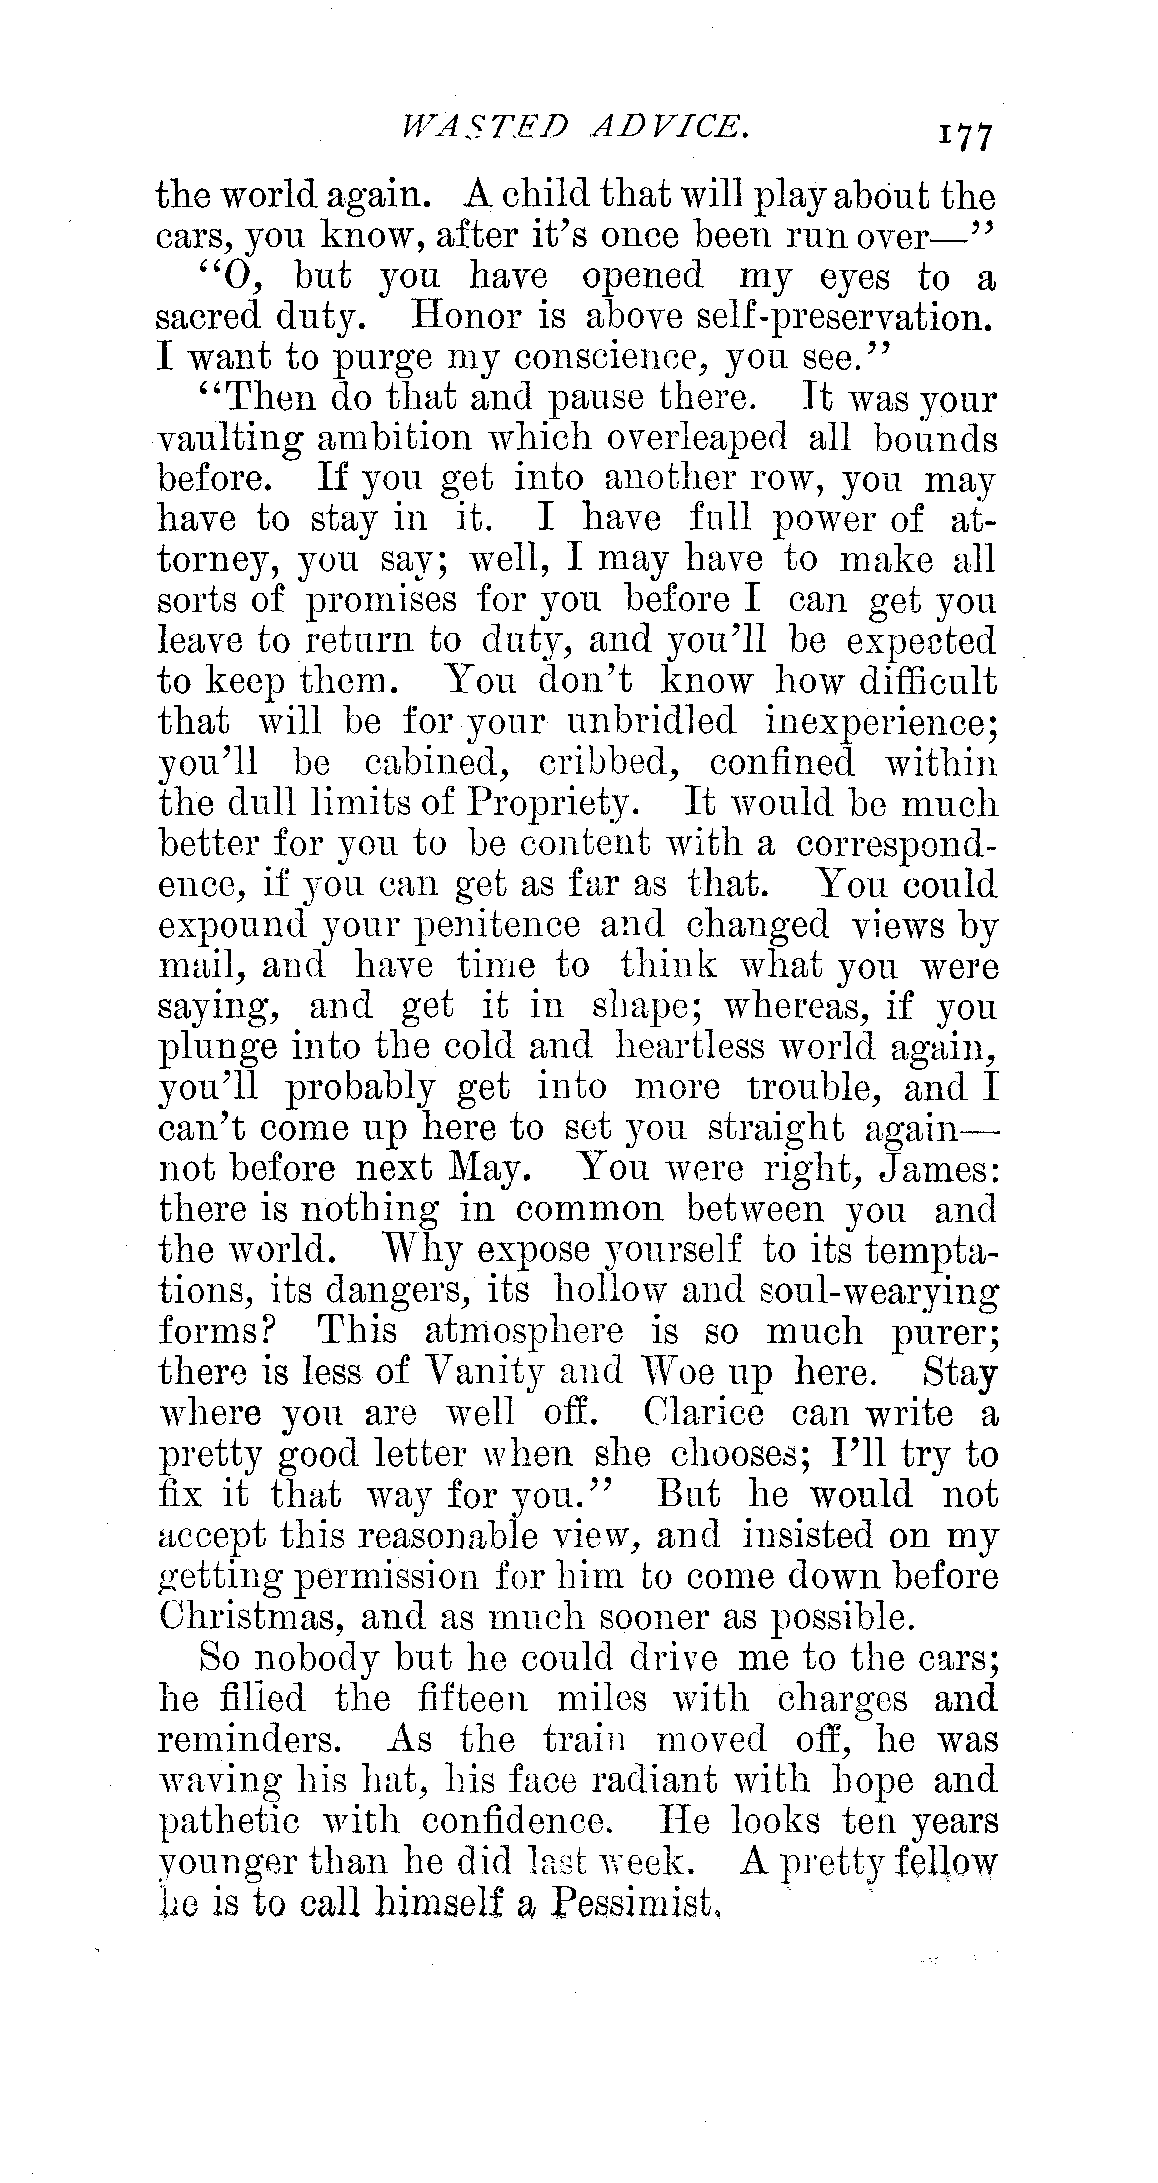 WASTED ADVICE. 177
the world again. A child that will play about the
cars, you know, after it's once been run over—"
"O, but you have opened my eyes to a
sacred duty. Honor is above self-preservation.
I want to purge my conscience, you see."
"Then do that and pause there. It was your
vaulting ambition which overleaped all bounds
before. If you get into another row, you may
have to stay in it. I have full power of at-
torney, you say; well, I may have to make all
sorts of promises for you before I can get you
leave to return to duty, and you'll be expected
to keep them. You don't know how difficult
that will be for your unbridled inexperience;
you'll be cabined, cribbed, confined within
the dull limits of Propriety. It would be much
better for you to be content with a correspond-
ence, if you can get as far as that. You could
expound your penitence and changed views by
mail, and have time to think what you were
saying, and get it in shape; whereas, if you
plunge into the cold and heartless world again,
you'll probably get into more trouble, and I
can't come up here to set you straight again—
not before next May. You were right, James:
there is nothing in common between you and
the world. Why expose yourself to its tempta-
tions, its dangers, its hollow and soul-wearying
forms? This atmosphere is so much purer;
there is less of Vanity and Woe up here. Stay
where you are well off. Clarice can write a
pretty good letter when she chooses; I'll try to
fix it that way for you." But he would not
accept this reasonable view, and insisted on my
getting permission for him to come down before
Christmas, and as much sooner as possible.
So nobody but he could drive me to the cars;
he filled the fifteen miles with charges and
reminders. As the train moved off, he was
waving his hat, his face radiant with hope and
pathetic with confidence. He looks ten years
younger than he did last week. A pretty fellow
he is to call himself a Pessimist.